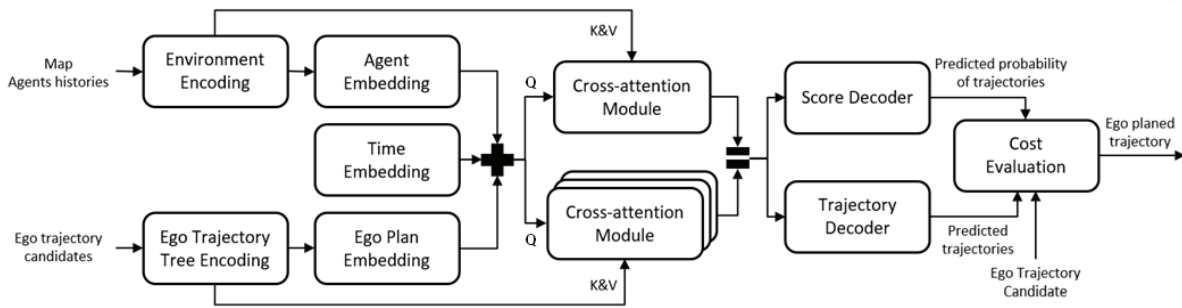 Map
Agents histories
Environment
Encoding
Agent
Embedding
K&V
Q
Cross-attention
Module
Time
Embedding
Ego trajectory
candidates
Ego Trajectory
Tree Encoding
Ego Plan
Embedding
Q
Cross-attention
Module
K&V
Score Decoder
Predicted probability
of trajectories
Trajectory
Decoder
Predicted
trajectories
Cost
Evaluation
Ego Trajectory
Candidate
Ego planed
trajectory